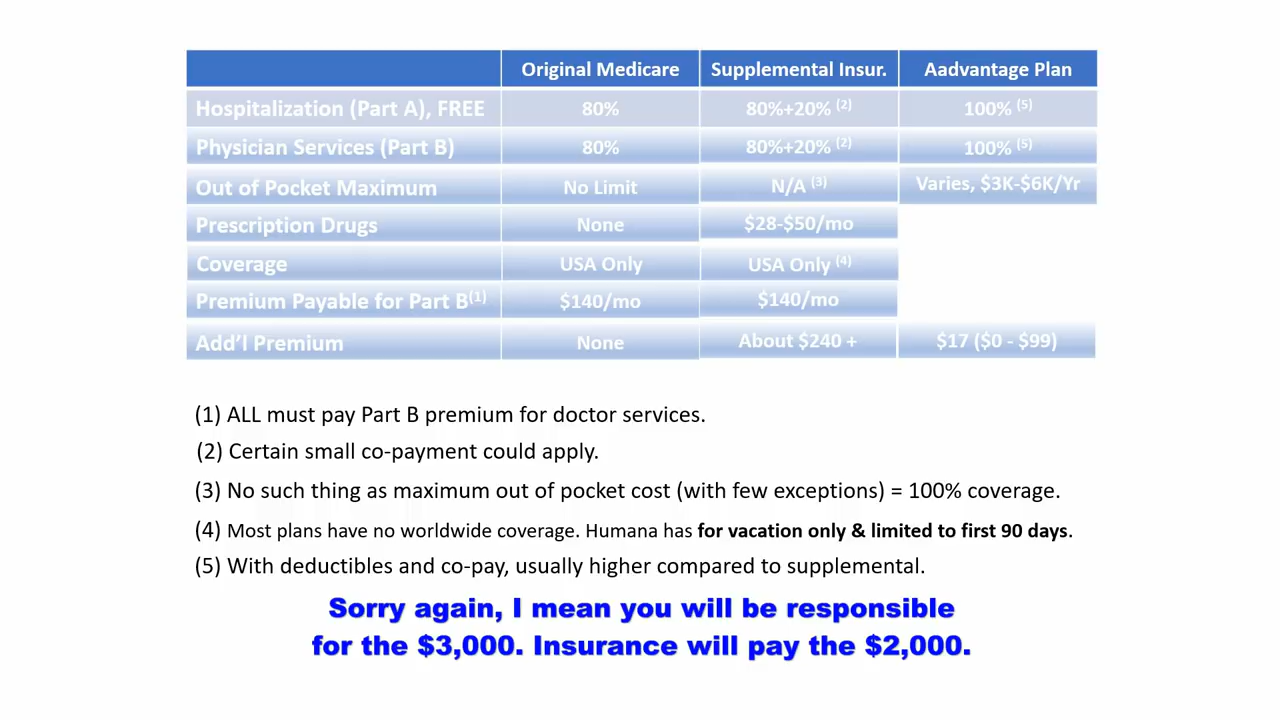 Original Medicare Supplemental Insur. Aadvantage Plan
Hospitalization (Part A), FREE 80% 80%+20% (2) 100% (5)
Physician Services (Part B) 80% 80%+20% (2) 100% (5)
Out of Pocket Maximum No Limit N/A (3) Varies, $3K-$6K/Yr
Prescription Drugs None $28-$50/mo
Coverage USA Only USA Only (4)
Premium Payable for Part B(1) $140/mo $140/mo
Add’l Premium None About $240 + $17 ($0 - $99)
(1) ALL must pay Part B premium for doctor services.
(2) Certain small co-payment could apply.
(3) No such thing as maximum out of pocket cost (with few exceptions) = 100% coverage.
(4) Most plans have no worldwide coverage. Humana has for vacation only & limited to first 90 days.
(5) With deductibles and co-pay, usually higher compared to supplemental.
Sorry again, I mean you will be responsible
for the $3,000. Insurance will pay the $2,000.